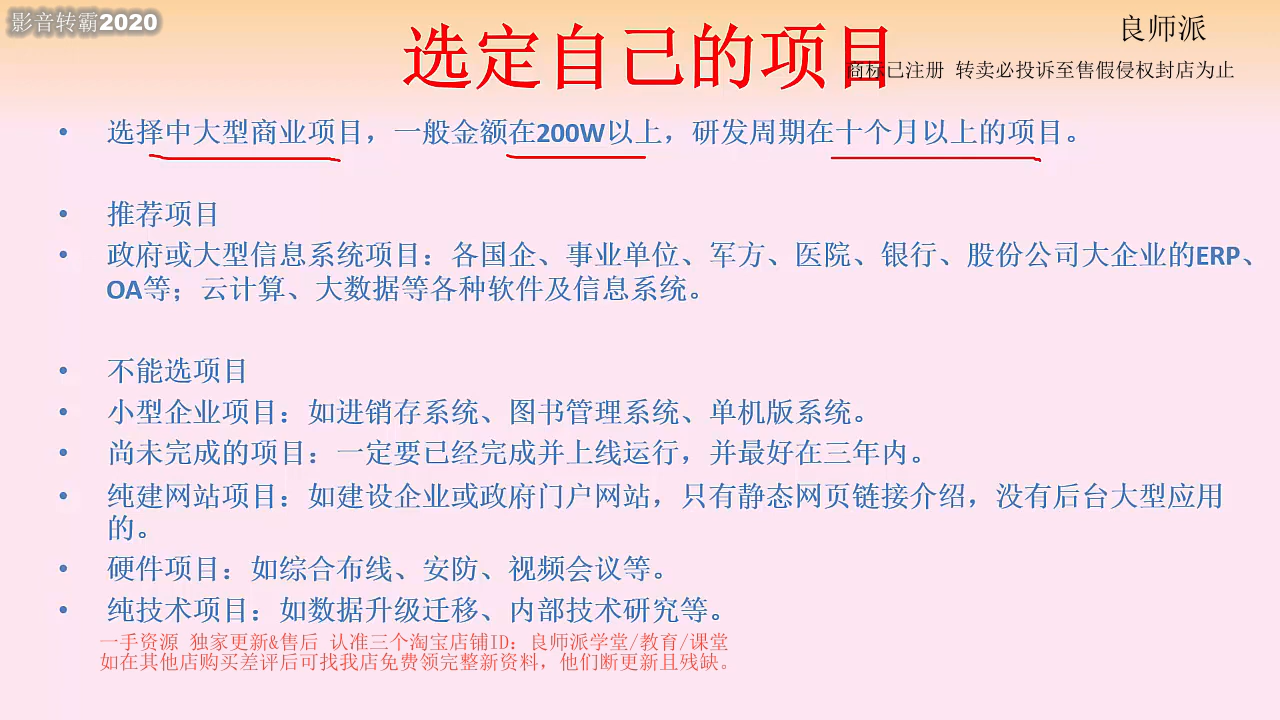 影音转霸2020
良师派
选定自己的项目
商标已注册 转卖必投诉至售假侵权封店为止
• 选择中大型商业项目，一般金额在200W以上，研发周期在十个月以上的项目。
• 推荐项目
• 政府或大型信息系统项目：各国企、事业单位、军方、医院、银行、股份公司大企业的ERP、
OA等；云计算、大数据等各种软件及信息系统。
• 不能选项目
• 小型企业项目：如进销存系统、图书管理系统、单机版系统。
• 尚未完成的项目：一定要已经完成并上线运行，并最好在三年内。
• 纯建网站项目：如建设企业或政府门户网站，只有静态网页链接介绍，没有后台大型应用
的。
• 硬件项目：如综合布线、安防、视频会议等。
• 纯技术项目：如数据升级迁移、内部技术研究等。
一手资源 独家更新&售后 认准三个淘宝店铺ID：良师派学堂/教育/课堂
如在其他店购买差评后可找我店免费领完整新资料，他们断更新且残缺。